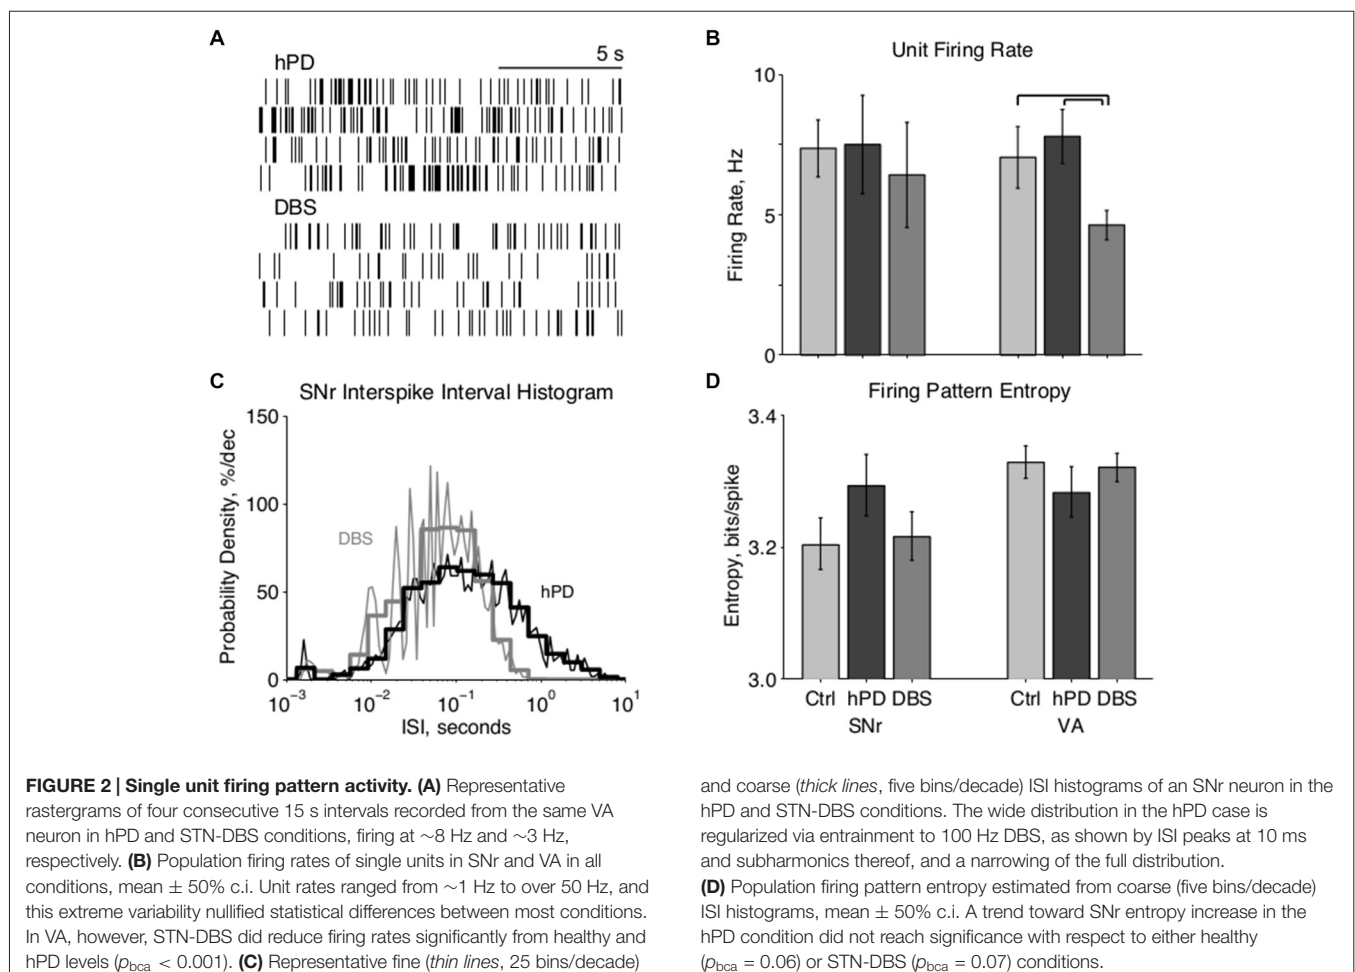 A
hPD
5 s
DBS
B
Unit Firing Rate
10
5
0
Firing Rate, Hz
C
SNr Interspike Interval Histogram
150
100
50
0
Probability Density, %/dec
DBS
hPD
10⁻³ 10⁻² 10⁻¹ 10⁰ 10¹
ISI, seconds
D
Firing Pattern Entropy
3.4
3.2
3.0
Entropy, bits/spike
Ctrl hPD DBS Ctrl hPD DBS
SNr VA
FIGURE 2 | Single unit firing pattern activity. (A) Representative
rastergrams of four consecutive 15 s intervals recorded from the same VA
neuron in hPD and STN-DBS conditions, firing at ~8 Hz and ~3 Hz,
respectively. (B) Population firing rates of single units in SNr and VA in all
conditions, mean ± 50% c.i. Unit rates ranged from ~1 Hz to over 50 Hz, and
this extreme variability nullified statistical differences between most conditions.
In VA, however, STN-DBS did reduce firing rates significantly from healthy and
hPD levels (pbca < 0.001). (C) Representative fine (thin lines, 25 bins/decade)
and coarse (thick lines, five bins/decade) ISI histograms of an SNr neuron in the
hPD and STN-DBS conditions. The wide distribution in the hPD case is
regularized via entrainment to 100 Hz DBS, as shown by ISI peaks at 10 ms
and subharmonics thereof, and a narrowing of the full distribution.
(D) Population firing pattern entropy estimated from coarse (five bins/decade)
ISI histograms, mean ± 50% c.i. A trend toward SNr entropy increase in the
hPD condition did not reach significance with respect to either healthy
(pbca = 0.06) or STN-DBS (pbca = 0.07) conditions.